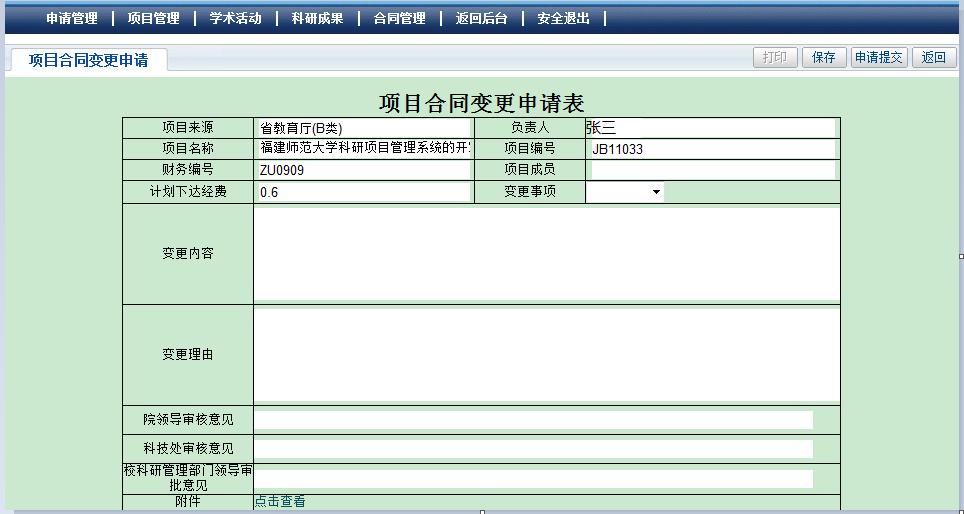 申请管理 项目管理 学术活动 科研成果 合同管理 返回后台 安全退出
项目合同变更申请 打印 保存 申请提交 返回
项目合同变更申请表
项目来源 省教育厅(B类) 负责人 张三
项目名称 福建师范大学科研项目管理系统的开 项目编号 JB11033
财务编号 ZU0909 项目成员
计划下达经费 0.6 变更事项
变更内容
变更理由
院领导审核意见
科技处审核意见
校科研管理部门领导审
批意见
附件 点击查看